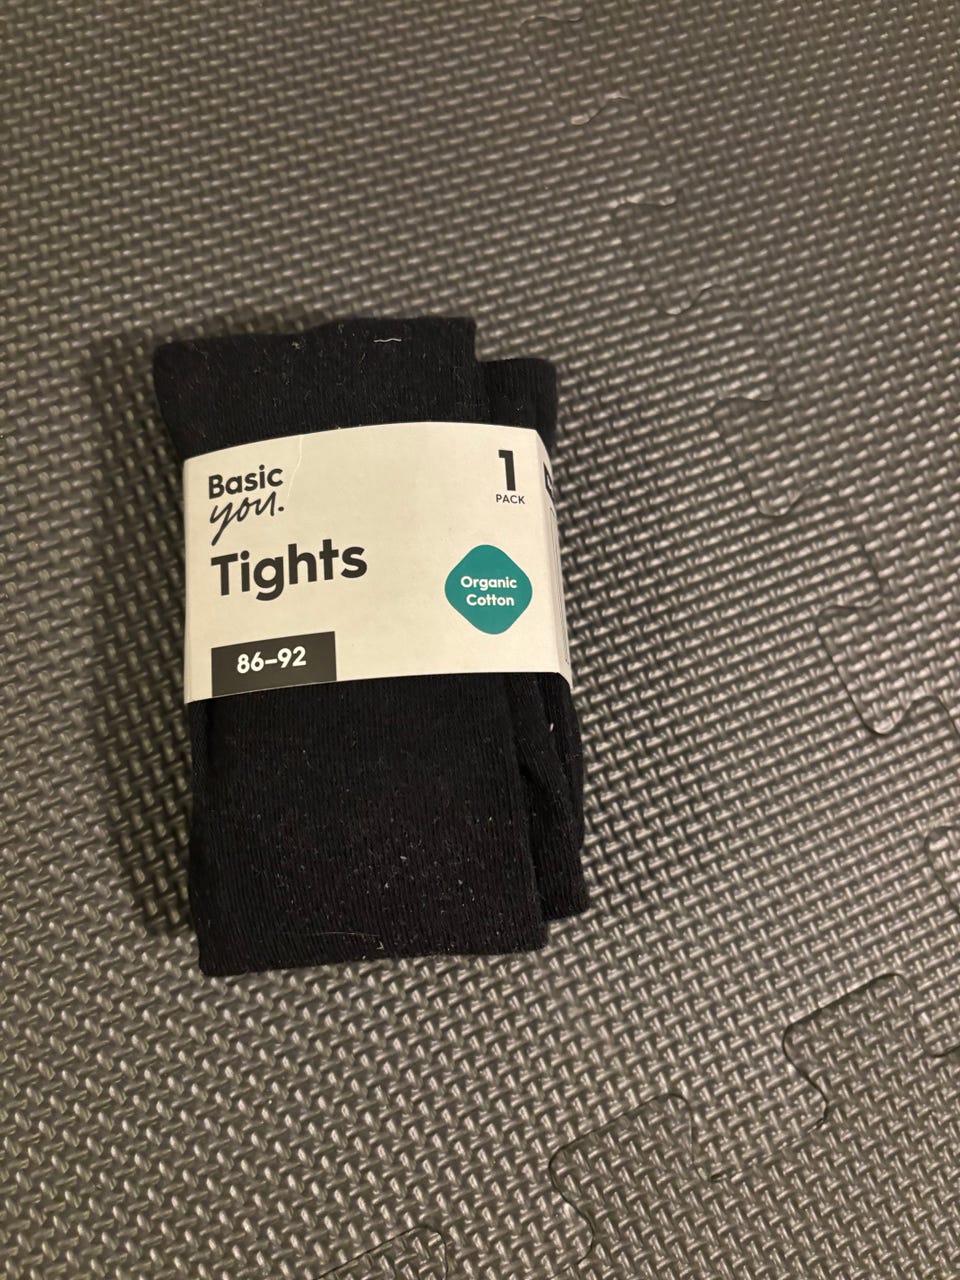 Basic
you.
1
PACK
Tights
Organic
Cotton
86–92